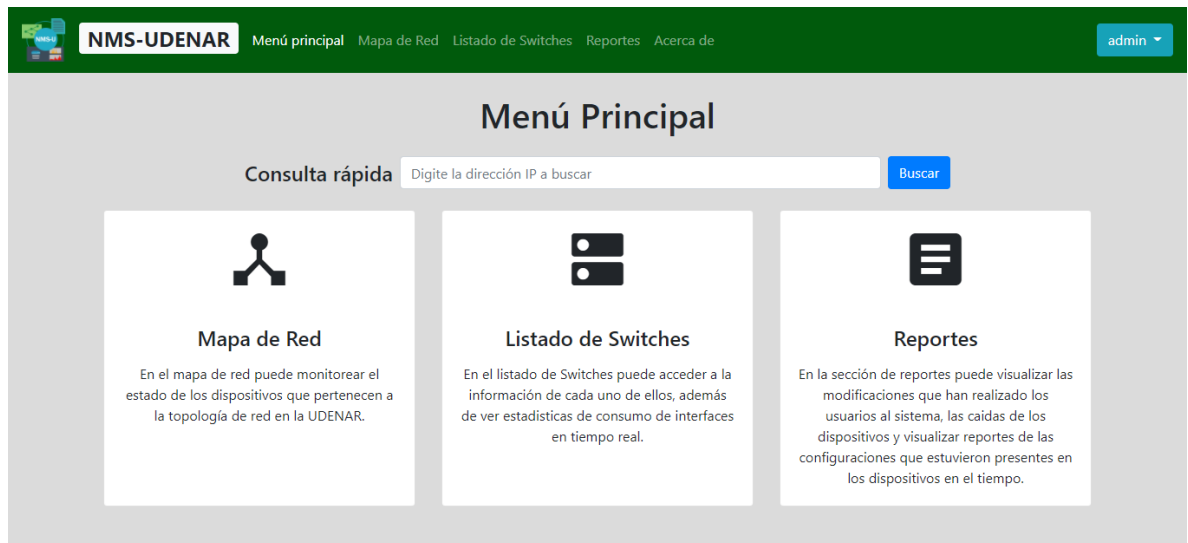 NMS-U
NMS-UDENAR Menú principal Mapa de Red Listado de Switches Reportes Acerca de admin
Menú Principal
Consulta rápida Digite la dirección IP a buscar Buscar
Mapa de Red
En el mapa de red puede monitorear el
estado de los dispositivos que pertenecen a
la topología de red en la UDENAR.
Listado de Switches
En el listado de Switches puede acceder a la
información de cada uno de ellos, además
de ver estadisticas de consumo de interfaces
en tiempo real.
Reportes
En la sección de reportes puede visualizar las
modificaciones que han realizado los
usuarios al sistema, las caidas de los
dispositivos y visualizar reportes de las
configuraciones que estuvieron presentes en
los dispositivos en el tiempo.